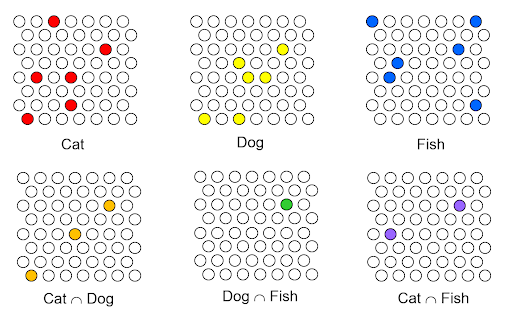 Cat
Dog
Fish
Cat ∩ Dog
Dog ∩ Fish
Cat ∩ Fish